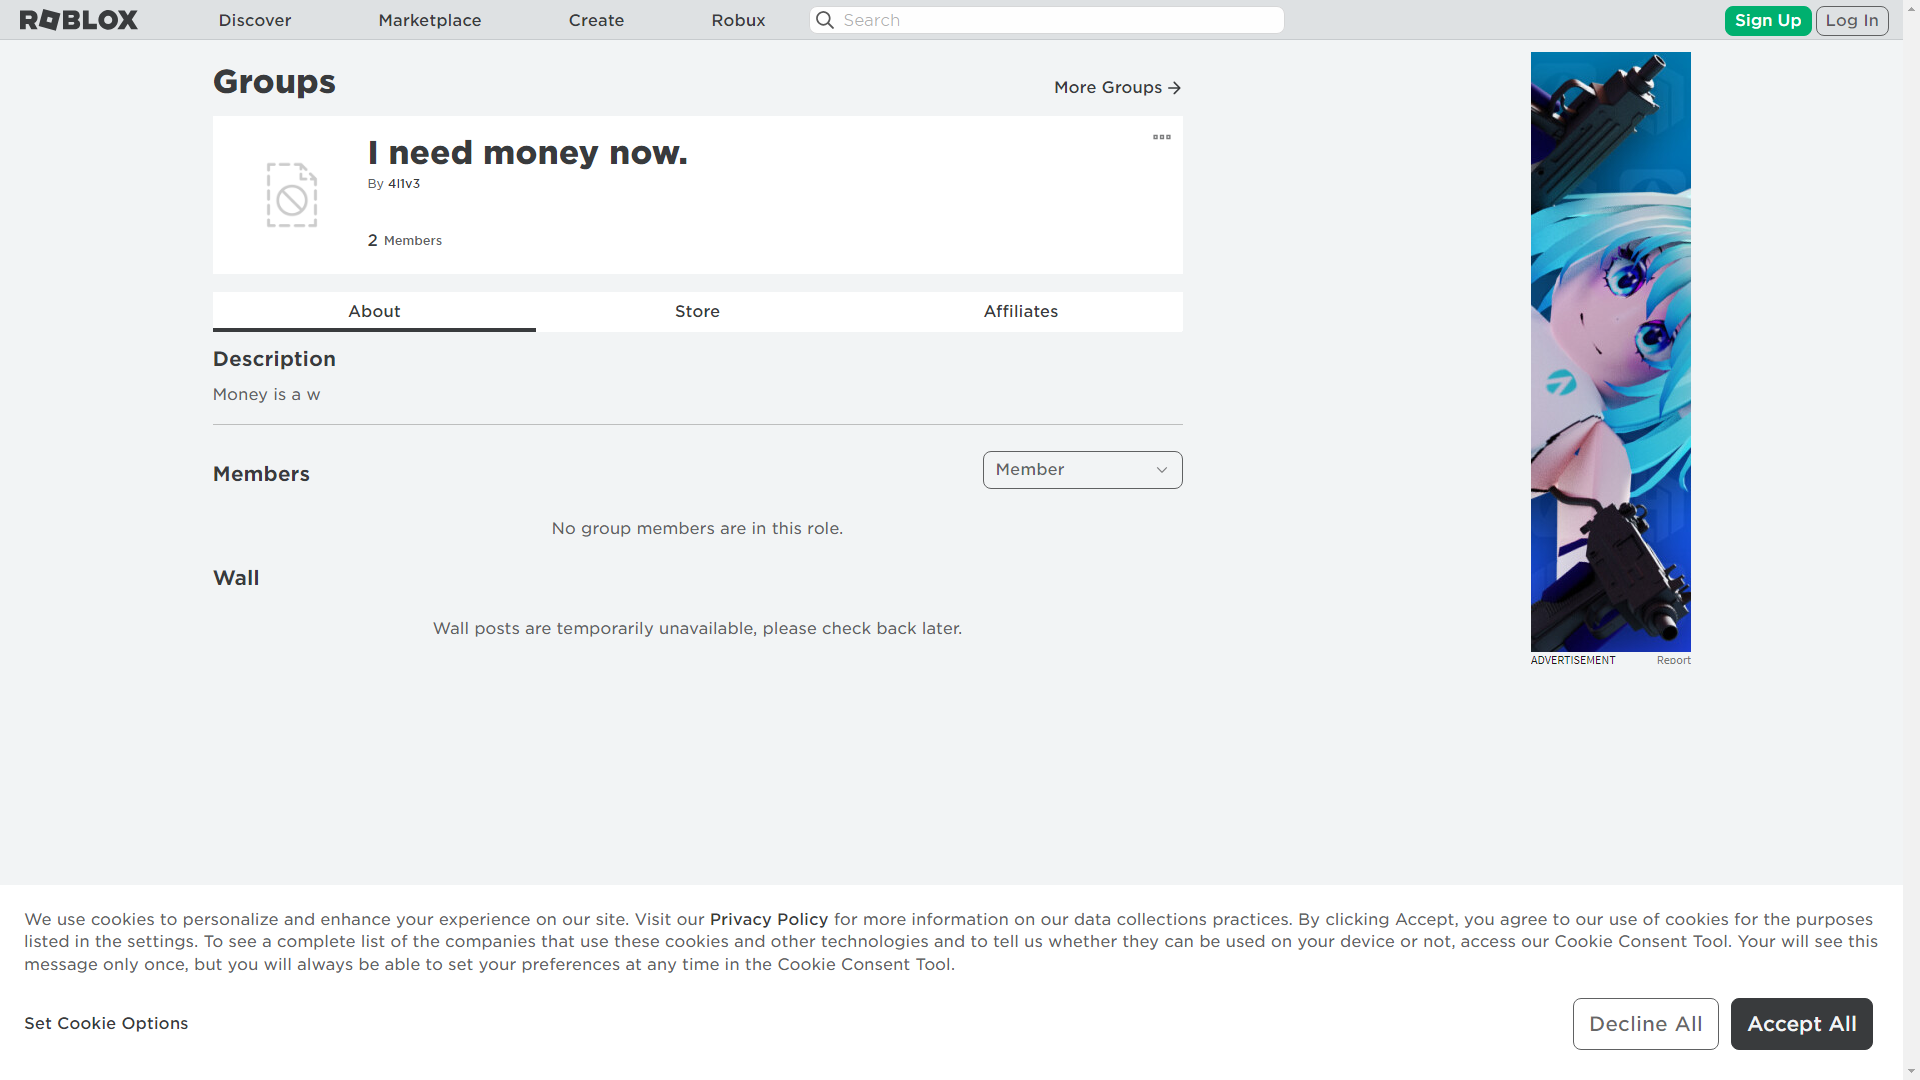 ROBLOX
Discover
Marketplace
Create
Robux
Search
Sign Up
Log In
Groups
More Groups →
I need money now.
By 4l1v3
2 Members
About
Store
Affiliates
Description
Money is a w
Members
Member
No group members are in this role.
Wall
Wall posts are temporarily unavailable, please check back later.
ADVERTISEMENT
Report
We use cookies to personalize and enhance your experience on our site. Visit our Privacy Policy for more information on our data collections practices. By clicking Accept, you agree to our use of cookies for the purposes
listed in the settings. To see a complete list of the companies that use these cookies and other technologies and to tell us whether they can be used on your device or not, access our Cookie Consent Tool. Your will see this
message only once, but you will always be able to set your preferences at any time in the Cookie Consent Tool.
Set Cookie Options
Decline All
Accept All